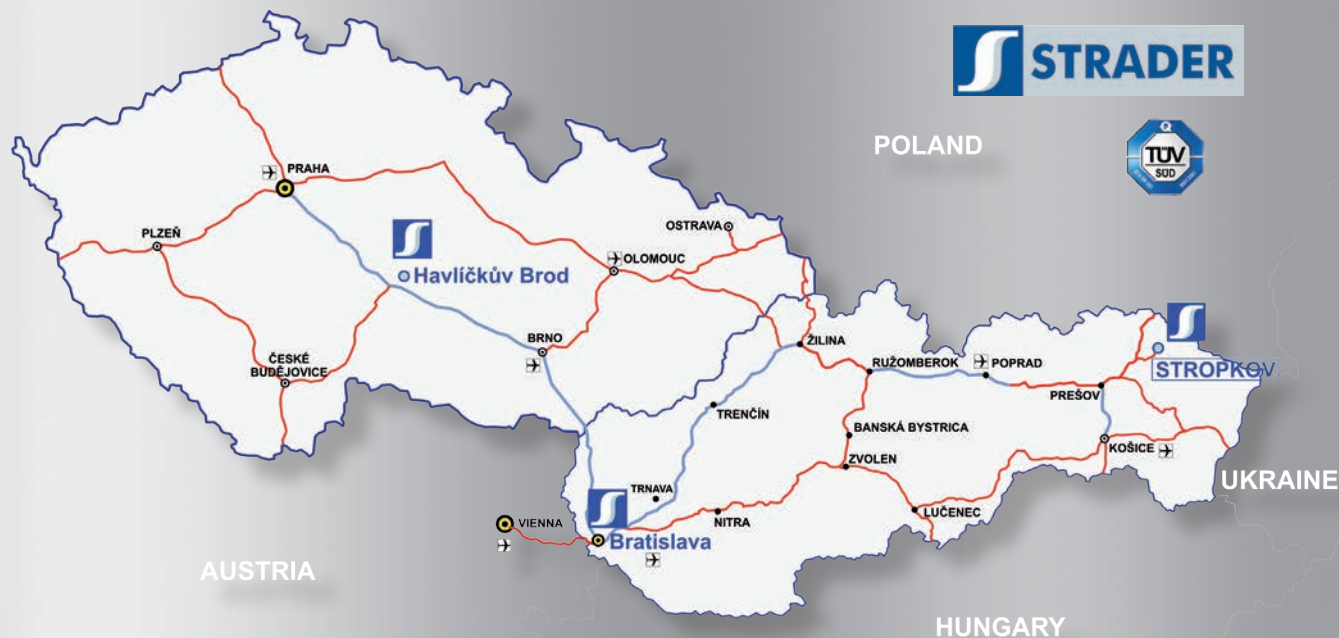 STRADER
POLAND
Q
TÜV
SÜD
PRAHA
PLZEŇ
OSTRAVA
OLOMOUC
Havlíčkův Brod
BRNO
ŽILINA
RUŽOMBEROK
POPRAD
STROPKOV
ČESKÉ
BUDĚJOVICE
PREŠOV
TRENČÍN
BANSKÁ BYSTRICA
KOŠICE
ZVOLEN
UKRAINE
TRNAVA
NITRA
LUČENEC
VIENNA
Bratislava
AUSTRIA
HUNGARY